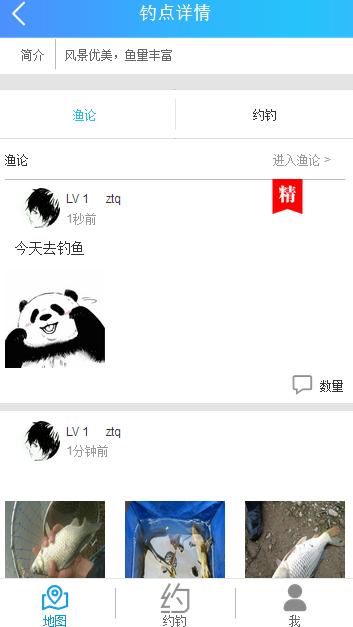 钓点详情
简介 风景优美，鱼量丰富
渔论 约钓
渔论 进入渔论 >
LV 1 ztq 精
1秒前
今天去钓鱼
数量
LV 1 ztq
1分钟前
约
地图 约钓 我